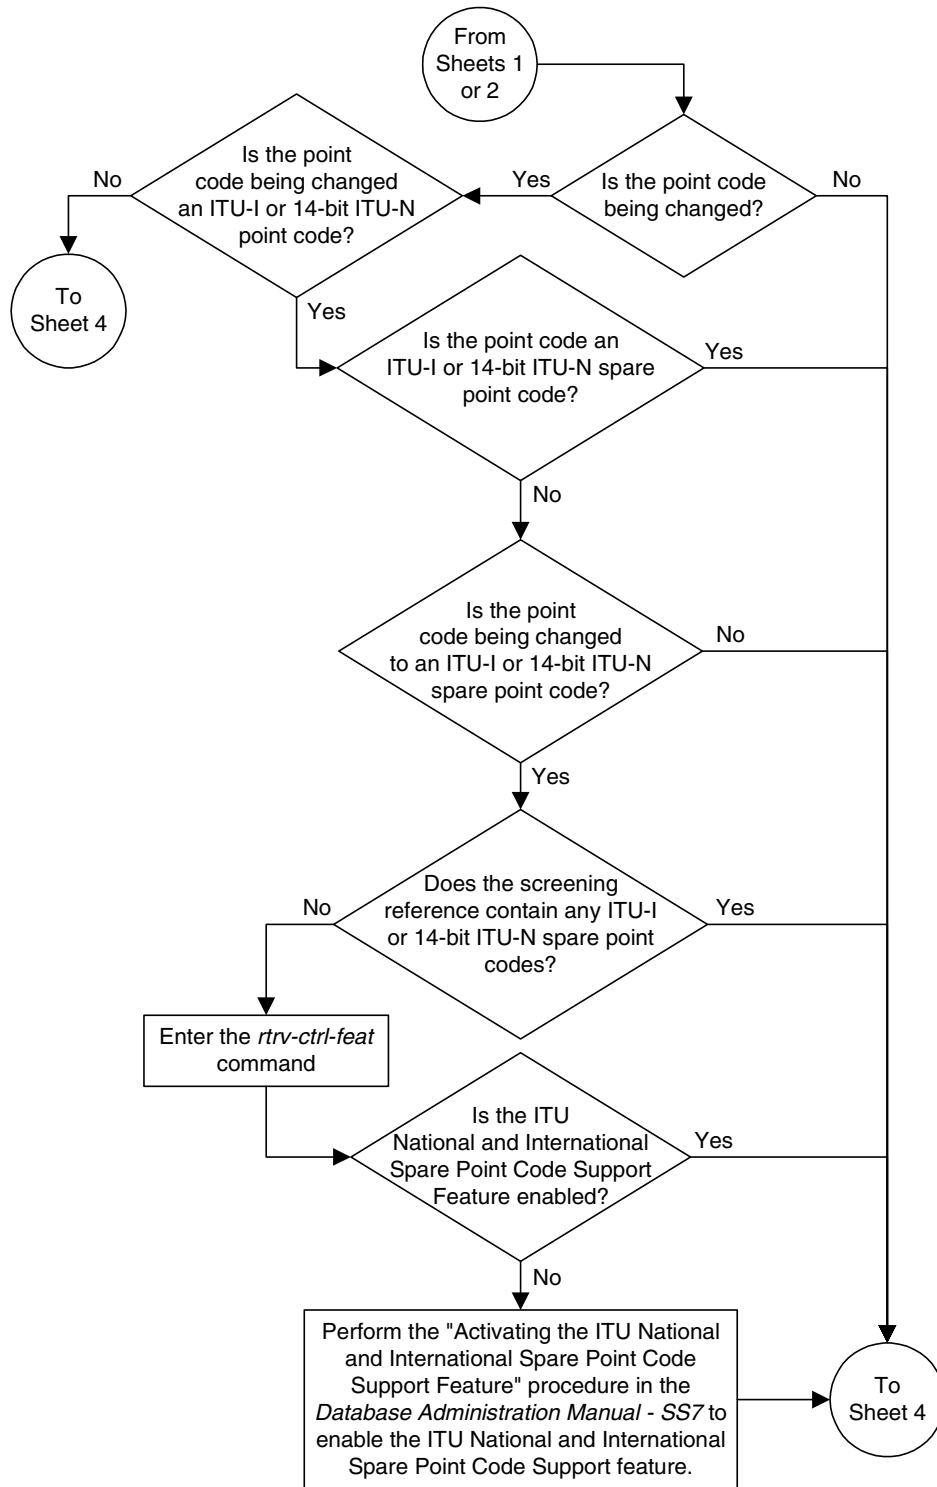 From
Sheets 1
or 2
Is the point code
being changed?
Yes
No
Is the point
code being changed
an ITU-I or 14-bit ITU-N
point code?
No
To
Sheet 4
Yes
Is the point code an
ITU-I or 14-bit ITU-N spare
point code?
Yes
No
Is the point
code being changed
to an ITU-I or 14-bit ITU-N
spare point code?
No
Yes
Does the screening
reference contain any ITU-I
or 14-bit ITU-N spare point
codes?
No
Yes
Enter the rtrv-ctrl-feat
command
Is the ITU
National and International
Spare Point Code Support
Feature enabled?
Yes
No
Perform the "Activating the ITU National
and International Spare Point Code
Support Feature" procedure in the
Database Administration Manual - SS7 to
enable the ITU National and International
Spare Point Code Support feature.
To
Sheet 4